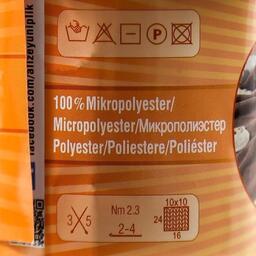 P
100% Mikropolyester/
Micropolyester/Микрополиэстер
Polyester/Poliestere/Poliéster
3 5
Nm 2.3
2-4
10x10
24
16
facebook.com/alizeyuniplik